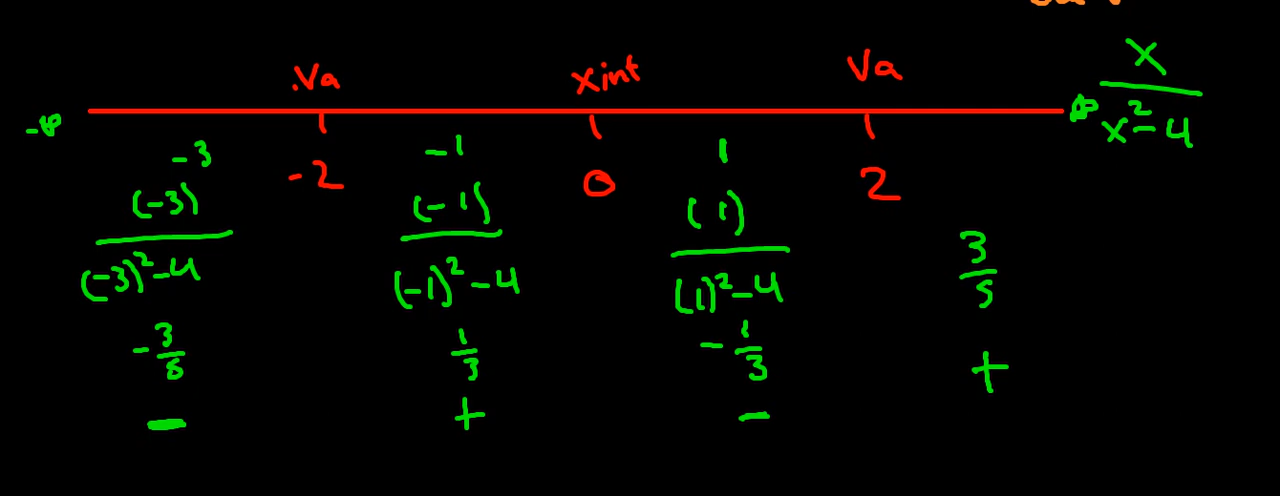 .Va xint Va x/(x²-4)
-∞ ∞
-3 -2 -1 0 1 2
(-3)/((-3)²-4) (-1)/((-1)²-4) (1)/((1)²-4) 3/5
-3/5 1/3 -1/3 +
- + -